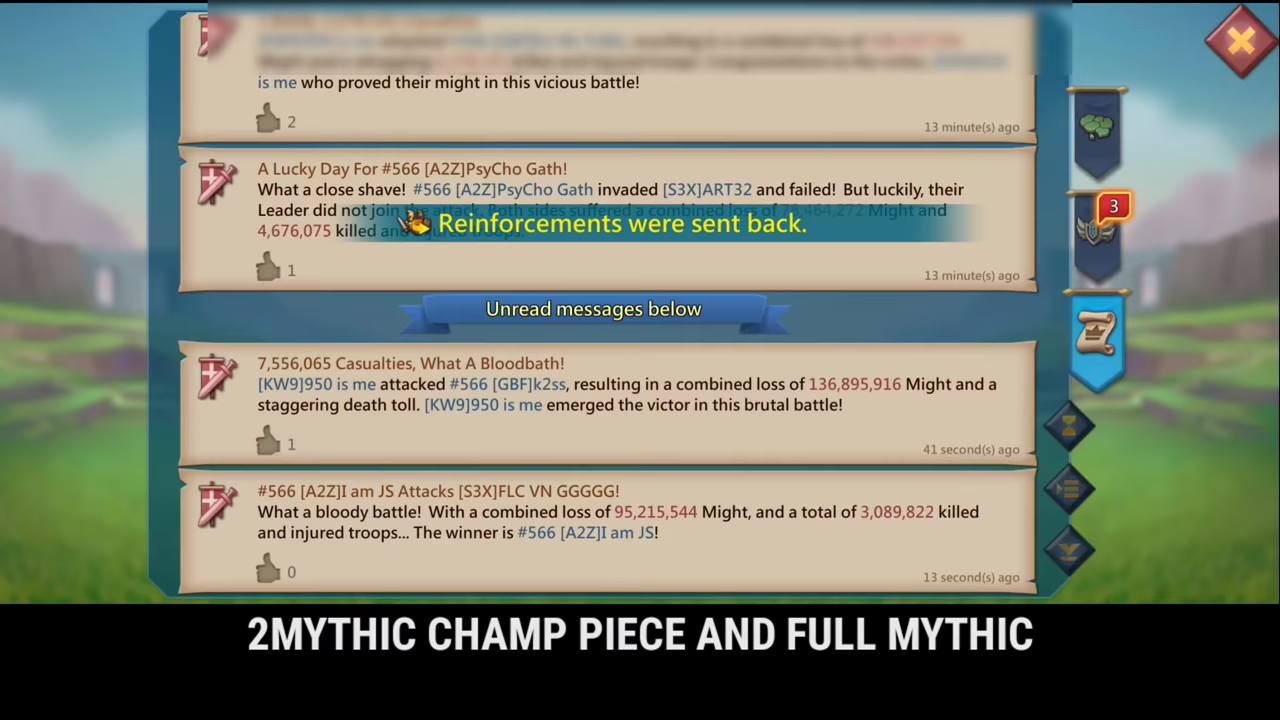 is me who proved their might in this vicious battle!
2
13 minute(s) ago
A Lucky Day For #566 [A2Z]PsyCho Gath!
What a close shave! #566 [A2Z]PsyCho Gath invaded [S3X]ART32 and failed! But luckily, their
Leader did not join the attack. Both sides suffered a combined loss of 78,464,272 Might and
Reinforcements were sent back.
4,676,075 killed and injured troops.
1
13 minute(s) ago
3
Unread messages below
7,556,065 Casualties, What A Bloodbath!
[KW9]950 is me attacked #566 [GBF]k2ss, resulting in a combined loss of 136,895,916 Might and a
staggering death toll. [KW9]950 is me emerged the victor in this brutal battle!
1
41 second(s) ago
#566 [A2Z]I am JS Attacks [S3X]FLC VN GGGGG!
What a bloody battle! With a combined loss of 95,215,544 Might, and a total of 3,089,822 killed
and injured troops... The winner is #566 [A2Z]I am JS!
0
13 second(s) ago
2MYTHIC CHAMP PIECE AND FULL MYTHIC